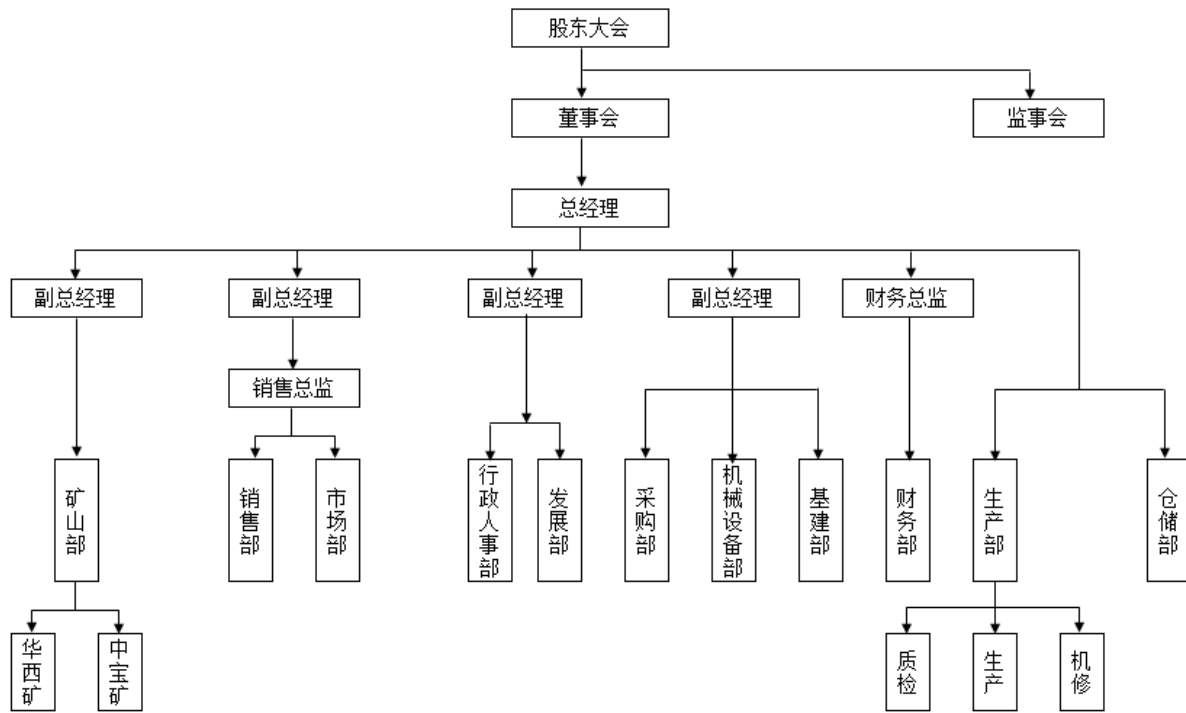 股东大会
董事会
监事会
总经理
副总经理
副总经理
副总经理
副总经理
财务总监
销售总监
矿山部
销售部
市场部
行政人事部
发展部
采购部
机械设备部
基建部
财务部
生产部
仓储部
华西矿
中宝矿
质检
生产
机修